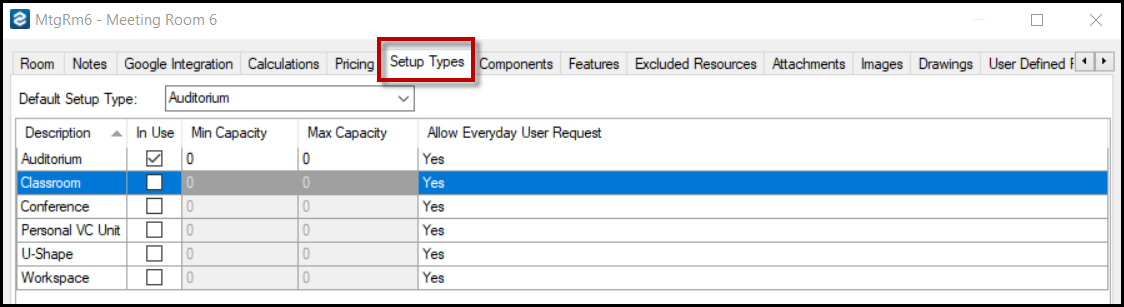 MtgRm6 - Meeting Room 6
Room Notes Google Integration Calculations Pricing Setup Types Components Features Excluded Resources Attachments Images Drawings User Defined F
Default Setup Type: Auditorium
Description In Use Min Capacity Max Capacity Allow Everyday User Request
Auditorium 0 0 Yes
Classroom 0 0 Yes
Conference 0 0 Yes
Personal VC Unit 0 0 Yes
U-Shape 0 0 Yes
Workspace 0 0 Yes